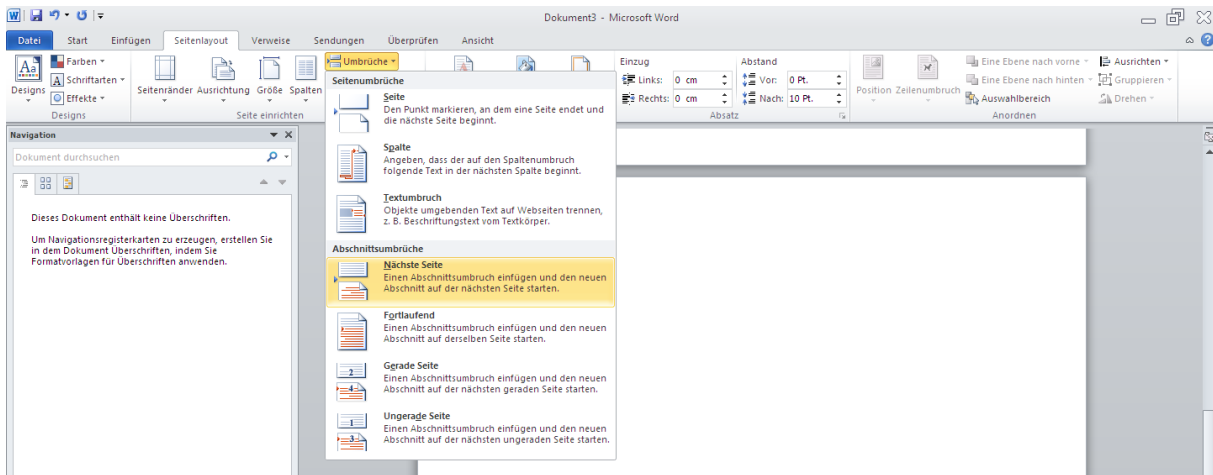 Dokument3 - Microsoft Word
Datei Start Einfügen Seitenlayout Verweise Sendungen Überprüfen Ansicht
Aa Farben Umbrüche Einzug Abstand Eine Ebene nach vorne Ausrichten
Designs A Schriftarten Seitenränder Ausrichtung Größe Spalten Links: 0 cm Vor: 0 Pt. Position Zeilenumbruch Eine Ebene nach hinten Gruppieren
Effekte Rechts: 0 cm Nach: 10 Pt. Auswahlbereich Drehen
Designs Seite einrichten Absatz Anordnen
Navigation
Dokument durchsuchen
Dieses Dokument enthält keine Überschriften.
Um Navigationsregisterkarten zu erzeugen, erstellen Sie
in dem Dokument Überschriften, indem Sie
Formatvorlagen für Überschriften anwenden.
Seitenumbrüche
Seite
Den Punkt markieren, an dem eine Seite endet und
die nächste Seite beginnt.
Spalte
Angeben, dass der auf den Spaltenumbruch
folgende Text in der nächsten Spalte beginnt.
Textumbruch
Objekte umgebenden Text auf Webseiten trennen,
z. B. Beschriftungstext vom Textkörper.
Abschnittsumbrüche
Nächste Seite
Einen Abschnittsumbruch einfügen und den neuen
Abschnitt auf der nächsten Seite starten.
Fortlaufend
Einen Abschnittsumbruch einfügen und den neuen
Abschnitt auf derselben Seite starten.
Gerade Seite
Einen Abschnittsumbruch einfügen und den neuen
Abschnitt auf der nächsten geraden Seite starten.
Ungerade Seite
Einen Abschnittsumbruch einfügen und den neuen
Abschnitt auf der nächsten ungeraden Seite starten.